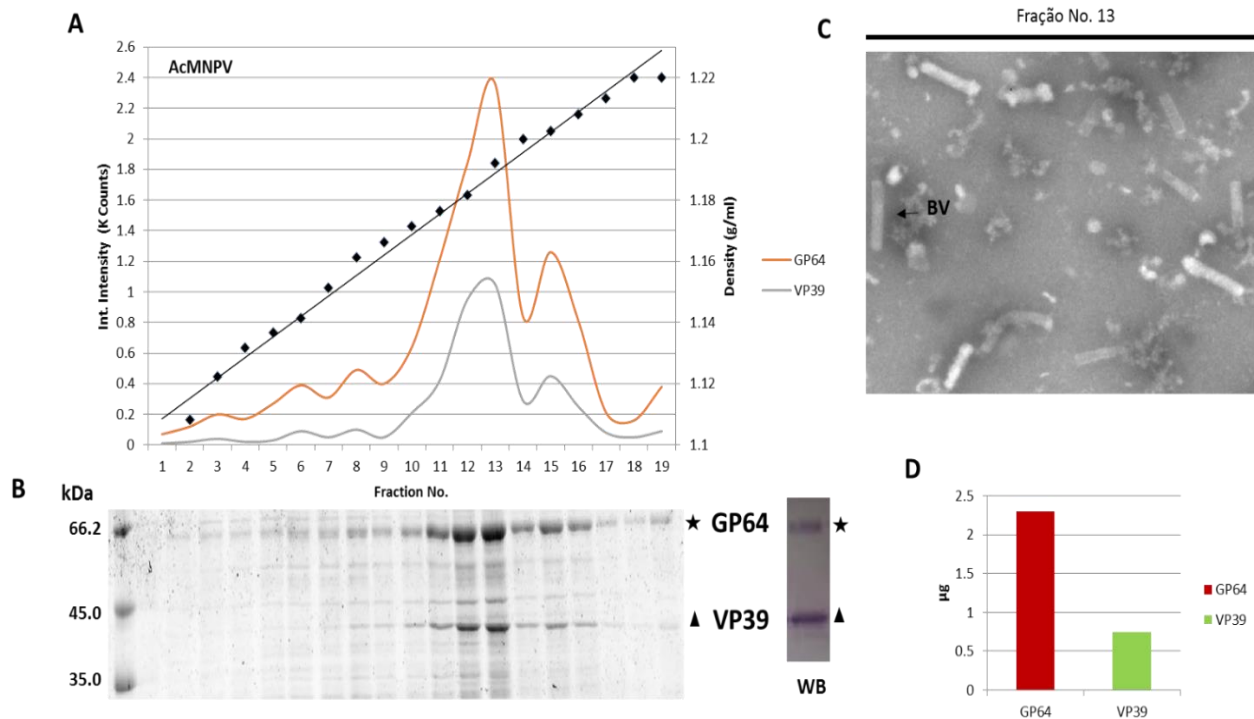 A
AcMNPV
Int. Intensity (K Counts)
2.6
2.4
2.2
2
1.8
1.6
1.4
1.2
1
0.8
0.6
0.4
0.2
0
1.22
1.2
1.18
1.16
1.14
1.12
1.1
Density (g/ml)
GP64
VP39
1 2 3 4 5 6 7 8 9 10 11 12 13 14 15 16 17 18 19
Fraction No.
B
kDa
66.2
45.0
35.0
★ GP64
▲ VP39
★
▲
WB
C
Fração No. 13
BV
D
µg
2.5
2
1.5
1
0.5
0
GP64 VP39
GP64
VP39